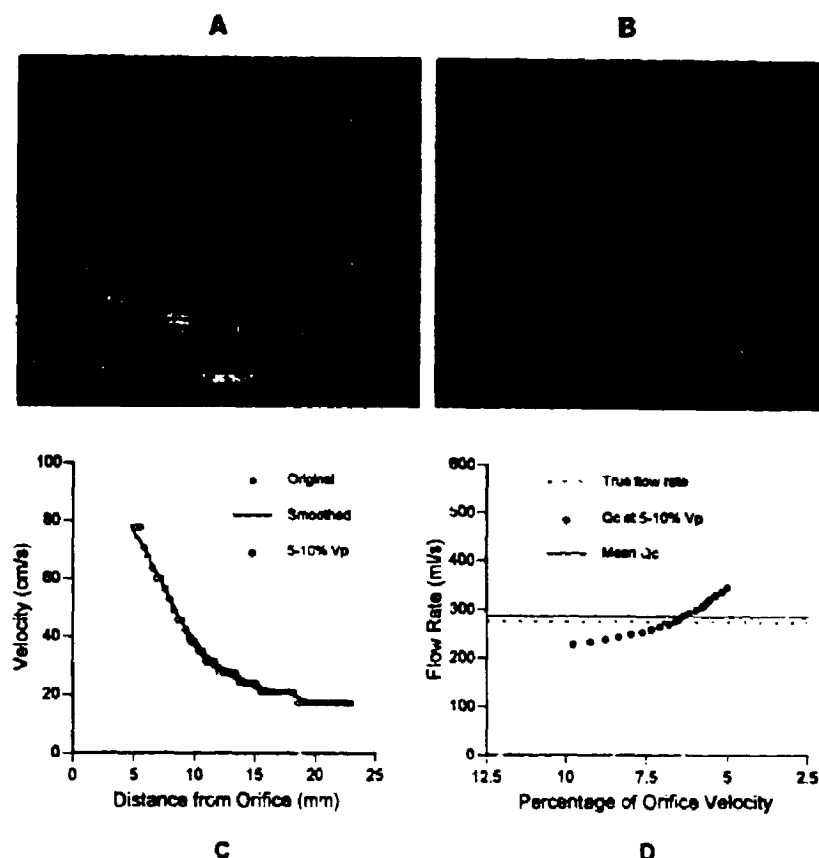 A
B
100
80
60
40
20
0
Velocity (cm/s)
Original
Smoothed
5-10% Vp
0 5 10 15 20 25
Distance from Orifice (mm)
C
600
500
400
300
200
100
0
Flow Rate (ml/s)
True flow rate
Qc at 5-10% Vp
Mean Qc
12.5 10 7.5 5 2.5
Percentage of Orifice Velocity
D